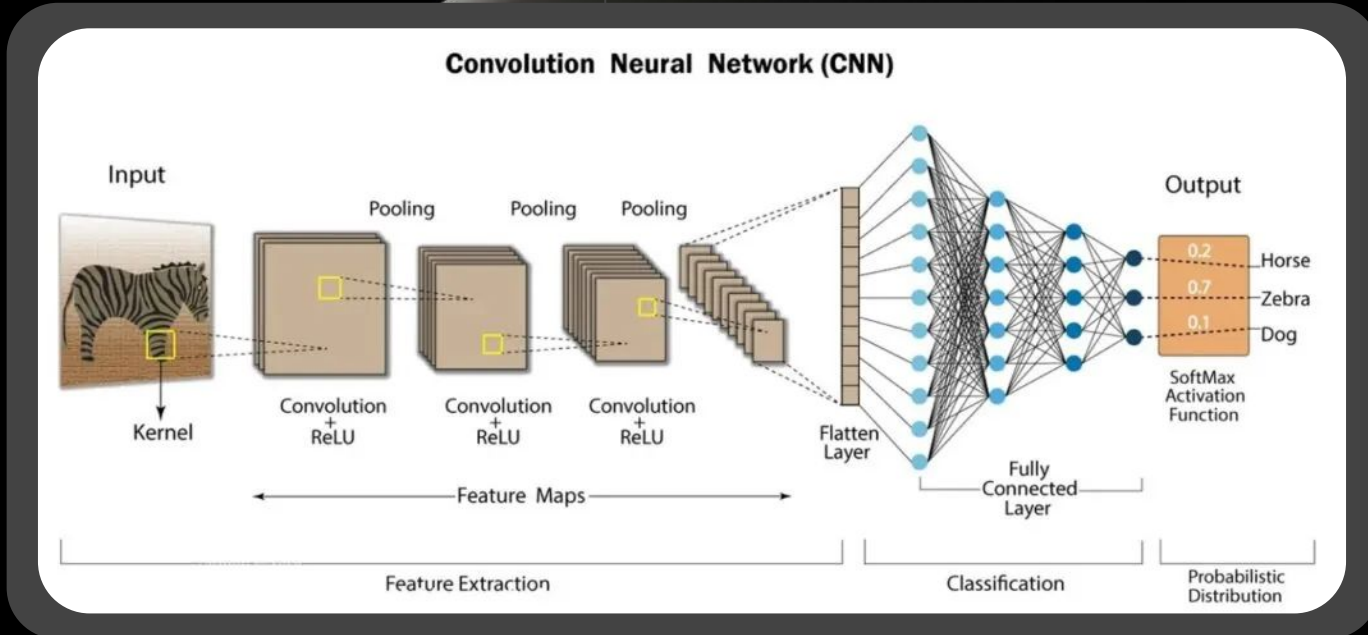 Convolution Neural Network (CNN)
Input
Pooling
Pooling
Pooling
Output
0.2
Horse
0.7
Zebra
0.1
Dog
SoftMax
Activation
Function
Kernel
Convolution
+
ReLU
Convolution
+
ReLU
Convolution
+
ReLU
Flatten
Layer
Fully
Connected
Layer
Feature Maps
Feature Extraction
Classification
Probabilistic
Distribution